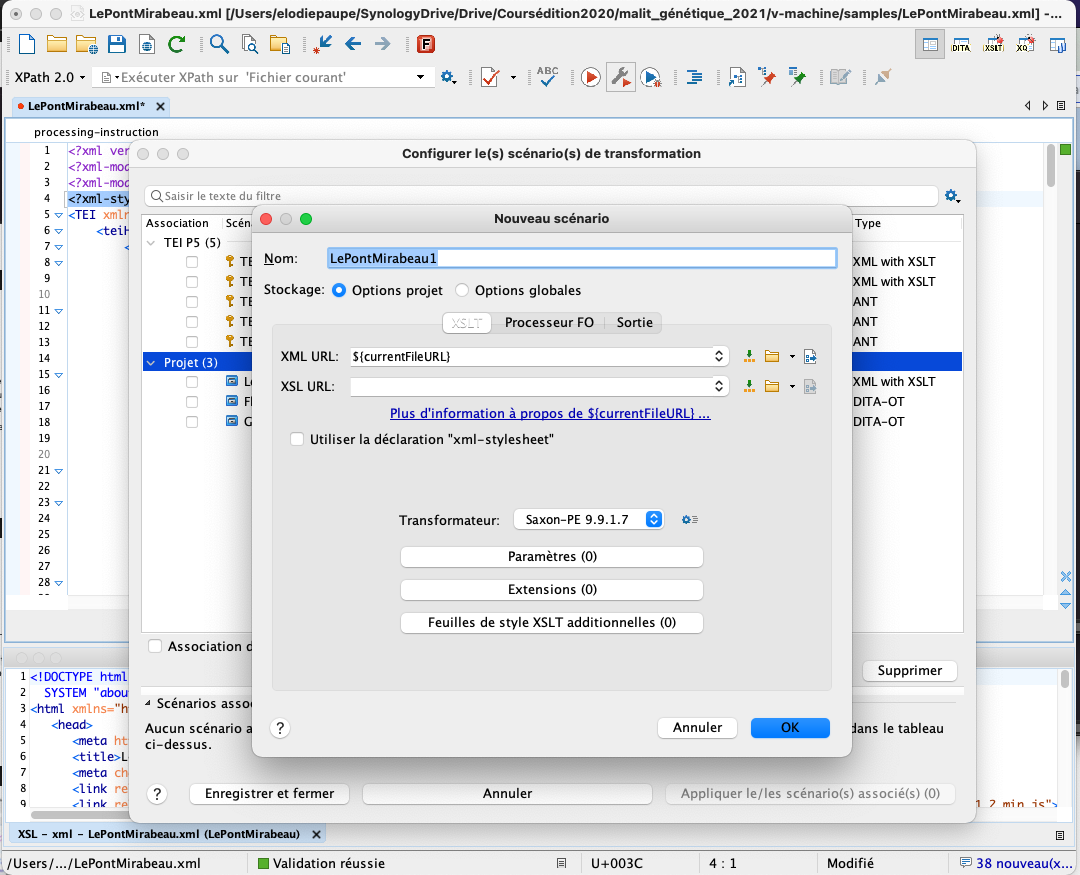 LePontMirabeau.xml [/Users/elodiepaupe/SynologyDrive/Drive/Coursédition2020/malit_génétique_2021/v-machine/samples/LePontMirabeau.xml] -...
F
DITA
XSLT
XQ
XPath 2.0
Exécuter XPath sur 'Fichier courant'
ABC
LePontMirabeau.xml*
processing-instruction
1 <?xml ver
2 <?xml-mod
3 <?xml-mod
4 <?xml-sty
5 <TEI xmln
6 <teiH
7 <
8
9
10
11
12
13
14
15
16
17
18
19
20
21
22
23
24
25
26
27
28
Configurer le(s) scénario(s) de transformation
Saisir le texte du filtre
Association Scén Type
TEI P5 (5)
TE XML with XSLT
TE XML with XSLT
TE ANT
TE ANT
TE ANT
Projet (3)
Le XML with XSLT
DITA-OT
G DITA-OT
Association d
Supprimer
Scénarios asso
Aucun scénario a dans le tableau
ci-dessus.
?
Enregistrer et fermer
Annuler
Appliquer le/les scénario(s) associé(s) (0)
Nouveau scénario
Nom: LePontMirabeau1
Stockage: Options projet Options globales
XSLT Processeur FO Sortie
XML URL: ${currentFileURL}
XSL URL:
Plus d'information à propos de ${currentFileURL} ...
Utiliser la déclaration "xml-stylesheet"
Transformateur: Saxon-PE 9.9.1.7
Paramètres (0)
Extensions (0)
Feuilles de style XSLT additionnelles (0)
?
Annuler
OK
1 <!DOCTYPE html
2 SYSTEM "abou
3 <html xmlns="h
4 <head>
5 <meta ht
6 <title>L
7 <meta ch
8 <link re
9 <link re
XSL - xml - LePontMirabeau.xml (LePontMirabeau)
/Users/.../LePontMirabeau.xml
Validation réussie
U+003C
4 : 1
Modifié
38 nouveau(x...